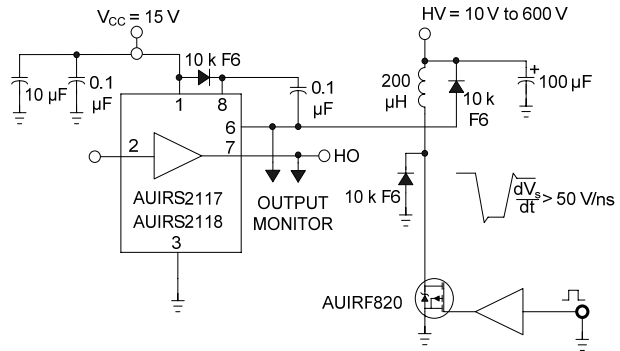 VCC = 15 V
HV = 10 V to 600 V
10 k F6
10 µF
0.1
µF
1
8
0.1
µF
200
µH
10 k
F6
+
100 µF
6
2
7
HO
AUIRS2117
AUIRS2118
OUTPUT
MONITOR
10 k F6
dVs
dt
> 50 V/ns
3
AUIRF820